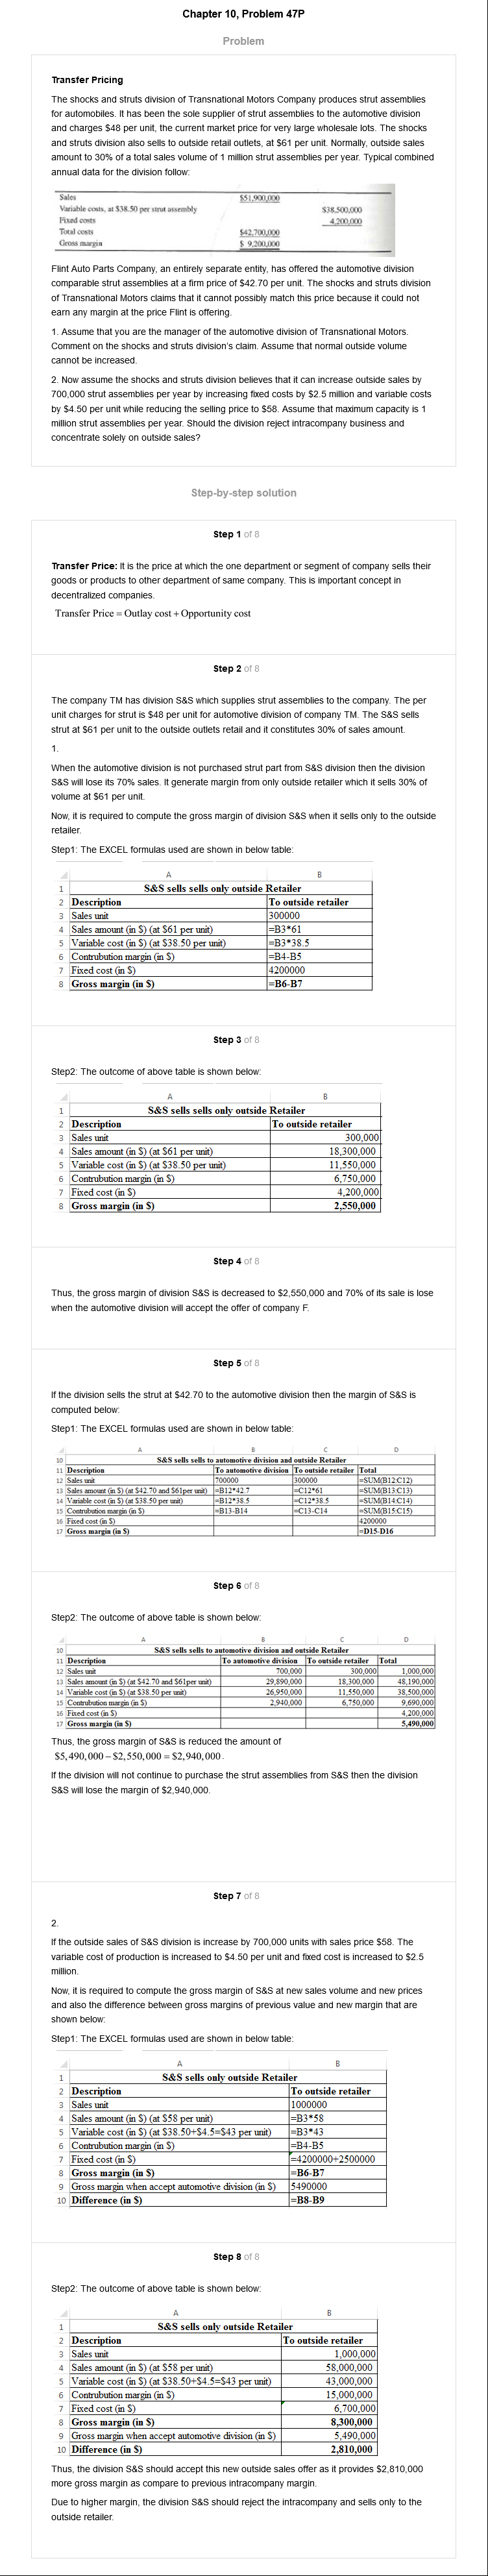 Chapter 10, Problem 47P
Problem
Transfer Pricing
The shocks and struts division of Transnational Motors Company produces strut assemblies
for automobiles. It has been the sole supplier of strut assemblies to the automotive division
and charges $48 per unit, the current market price for very large wholesale lots. The shocks
and struts division also sells to outside retail outlets, at $61 per unit. Normally, outside sales
amount to 30% of a total sales volume of 1 million strut assemblies per year. Typical combined
annual data for the division follow:
Sales $51,900,000
Variable costs, at $38.50 per strut assembly $38,500,000
Fixed costs 4,200,000
Total costs $42,700,000
Gross margin $ 9,200,000
Flint Auto Parts Company, an entirely separate entity, has offered the automotive division
comparable strut assemblies at a firm price of $42.70 per unit. The shocks and struts division
of Transnational Motors claims that it cannot possibly match this price because it could not
earn any margin at the price Flint is offering.
1. Assume that you are the manager of the automotive division of Transnational Motors.
Comment on the shocks and struts division's claim. Assume that normal outside volume
cannot be increased.
2. Now assume the shocks and struts division believes that it can increase outside sales by
700,000 strut assemblies per year by increasing fixed costs by $2.5 million and variable costs
by $4.50 per unit while reducing the selling price to $58. Assume that maximum capacity is 1
million strut assemblies per year. Should the division reject intracompany business and
concentrate solely on outside sales?
Step-by-step solution
Step 1 of 8
Transfer Price: It is the price at which the one department or segment of company sells their
goods or products to other department of same company. This is important concept in
decentralized companies.
Transfer Price = Outlay cost + Opportunity cost
Step 2 of 8
The company TM has division S&S which supplies strut assemblies to the company. The per
unit charges for strut is $48 per unit for automotive division of company TM. The S&S sells
strut at $61 per unit to the outside outlets retail and it constitutes 30% of sales amount.
1.
When the automotive division is not purchased strut part from S&S division then the division
S&S will lose its 70% sales. It generate margin from only outside retailer which it sells 30% of
volume at $61 per unit.
Now, it is required to compute the gross margin of division S&S when it sells only to the outside
retailer.
Step1: The EXCEL formulas used are shown in below table:
A B
1 S&S sells sells only outside Retailer
2 Description To outside retailer
3 Sales unit 300000
4 Sales amount (in $) (at $61 per unit) =B3*61
5 Variable cost (in $) (at $38.50 per unit) =B3*38.5
6 Contrubution margin (in $) =B4-B5
7 Fixed cost (in $) 4200000
8 Gross margin (in $) =B6-B7
Step 3 of 8
Step2: The outcome of above table is shown below:
A B
1 S&S sells sells only outside Retailer
2 Description To outside retailer
3 Sales unit 300,000
4 Sales amount (in $) (at $61 per unit) 18,300,000
5 Variable cost (in $) (at $38.50 per unit) 11,550,000
6 Contrubution margin (in $) 6,750,000
7 Fixed cost (in $) 4,200,000
8 Gross margin (in $) 2,550,000
Step 4 of 8
Thus, the gross margin of division S&S is decreased to $2,550,000 and 70% of its sale is lose
when the automotive division will accept the offer of company F.
Step 5 of 8
If the division sells the strut at $42.70 to the automotive division then the margin of S&S is
computed below:
Step1: The EXCEL formulas used are shown in below table:
A B C D
10 S&S sells sells to automotive division and outside Retailer
11 Description To automotive division To outside retailer Total
12 Sales unit 700000 300000 =SUM(B12:C12)
13 Sales amount (in $) (at $42.70 and $61per unit) =B12*42.7 =C12*61 =SUM(B13:C13)
14 Variable cost (in $) (at $38.50 per unit) =B12*38.5 =C12*38.5 =SUM(B14:C14)
15 Contrubution margin (in $) =B13-B14 =C13-C14 =SUM(B15:C15)
16 Fixed cost (in $) 4200000
17 Gross margin (in $) =D15-D16
Step 6 of 8
Step2: The outcome of above table is shown below:
A B C D
10 S&S sells sells to automotive division and outside Retailer
11 Description To automotive division To outside retailer Total
12 Sales unit 700,000 300,000 1,000,000
13 Sales amount (in $) (at $42.70 and $61per unit) 29,890,000 18,300,000 48,190,000
14 Variable cost (in $) (at $38.50 per unit) 26,950,000 11,550,000 38,500,000
15 Contrubution margin (in $) 2,940,000 6,750,000 9,690,000
16 Fixed cost (in $) 4,200,000
17 Gross margin (in $) 5,490,000
Thus, the gross margin of S&S is reduced the amount of
$5,490,000 – $2,550,000 = $2,940,000 .
If the division will not continue to purchase the strut assemblies from S&S then the division
S&S will lose the margin of $2,940,000.
Step 7 of 8
2.
If the outside sales of S&S division is increase by 700,000 units with sales price $58. The
variable cost of production is increased to $4.50 per unit and fixed cost is increased to $2.5
million.
Now, it is required to compute the gross margin of S&S at new sales volume and new prices
and also the difference between gross margins of previous value and new margin that are
shown below:
Step1: The EXCEL formulas used are shown in below table:
A B
1 S&S sells only outside Retailer
2 Description To outside retailer
3 Sales unit 1000000
4 Sales amount (in $) (at $58 per unit) =B3*58
5 Variable cost (in $) (at $38.50+$4.5=$43 per unit) =B3*43
6 Contrubution margin (in $) =B4-B5
7 Fixed cost (in $) =4200000+2500000
8 Gross margin (in $) =B6-B7
9 Gross margin when accept automotive division (in $) 5490000
10 Difference (in $) =B8-B9
Step 8 of 8
Step2: The outcome of above table is shown below:
A B
1 S&S sells only outside Retailer
2 Description To outside retailer
3 Sales unit 1,000,000
4 Sales amount (in $) (at $58 per unit) 58,000,000
5 Variable cost (in $) (at $38.50+$4.5=$43 per unit) 43,000,000
6 Contrubution margin (in $) 15,000,000
7 Fixed cost (in $) 6,700,000
8 Gross margin (in $) 8,300,000
9 Gross margin when accept automotive division (in $) 5,490,000
10 Difference (in $) 2,810,000
Thus, the division S&S should accept this new outside sales offer as it provides $2,810,000
more gross margin as compare to previous intracompany margin.
Due to higher margin, the division S&S should reject the intracompany and sells only to the
outside retailer.